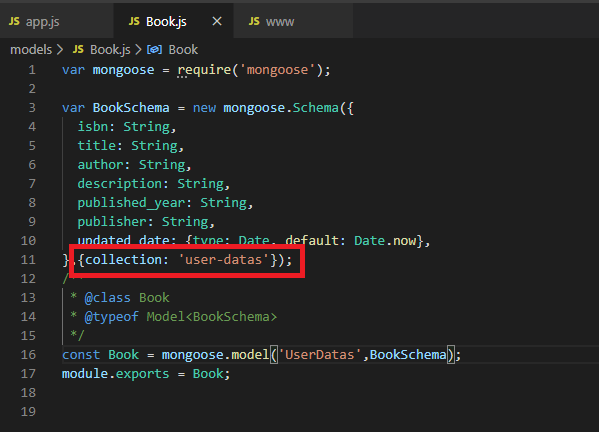 JS app.js JS Book.js × JS www
models > JS Book.js > Book
1 var mongoose = require('mongoose');
2
3 var BookSchema = new mongoose.Schema({
4 isbn: String,
5 title: String,
6 author: String,
7 description: String,
8 published_year: String,
9 publisher: String,
10 updated_date: {type: Date, default: Date.now},
11 },{collection: 'user-datas'});
12 /**
13 * @class Book
14 * @typeof Model<BookSchema>
15 */
16 const Book = mongoose.model('UserDatas',BookSchema);
17 module.exports = Book;
18
19